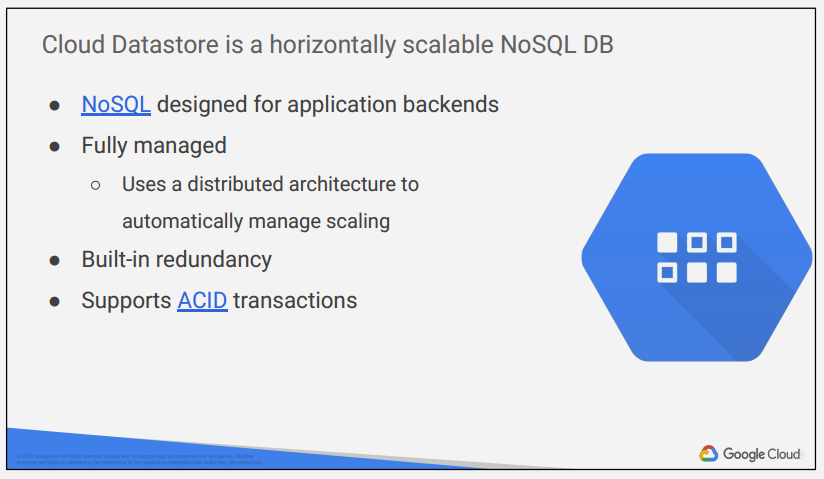 Cloud Datastore is a horizontally scalable NoSQL DB
● NoSQL designed for application backends
● Fully managed
○ Uses a distributed architecture to
automatically manage scaling
● Built-in redundancy
● Supports ACID transactions
Google Cloud